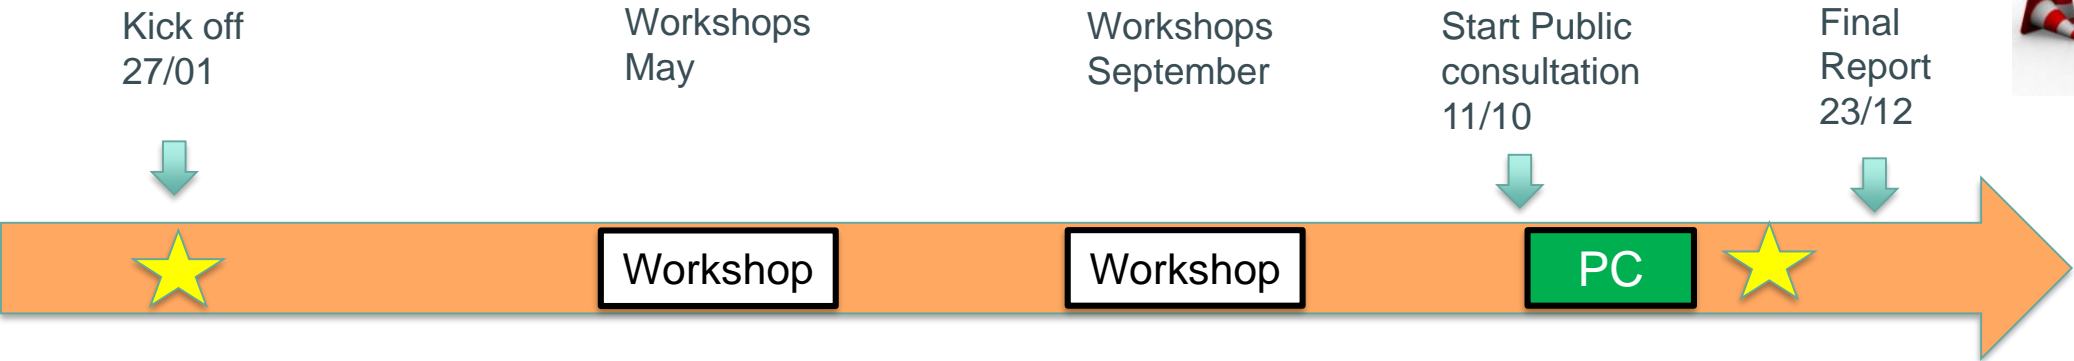 Kick off
27/01
Workshops
May
Workshops
September
Start Public
consultation
11/10
Final
Report
23/12
Workshop
Workshop
PC